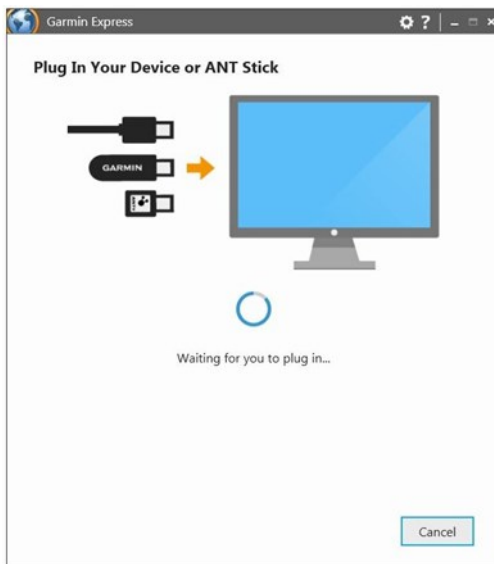 Garmin Express
Plug In Your Device or ANT Stick
GARMIN
Waiting for you to plug in...
Cancel